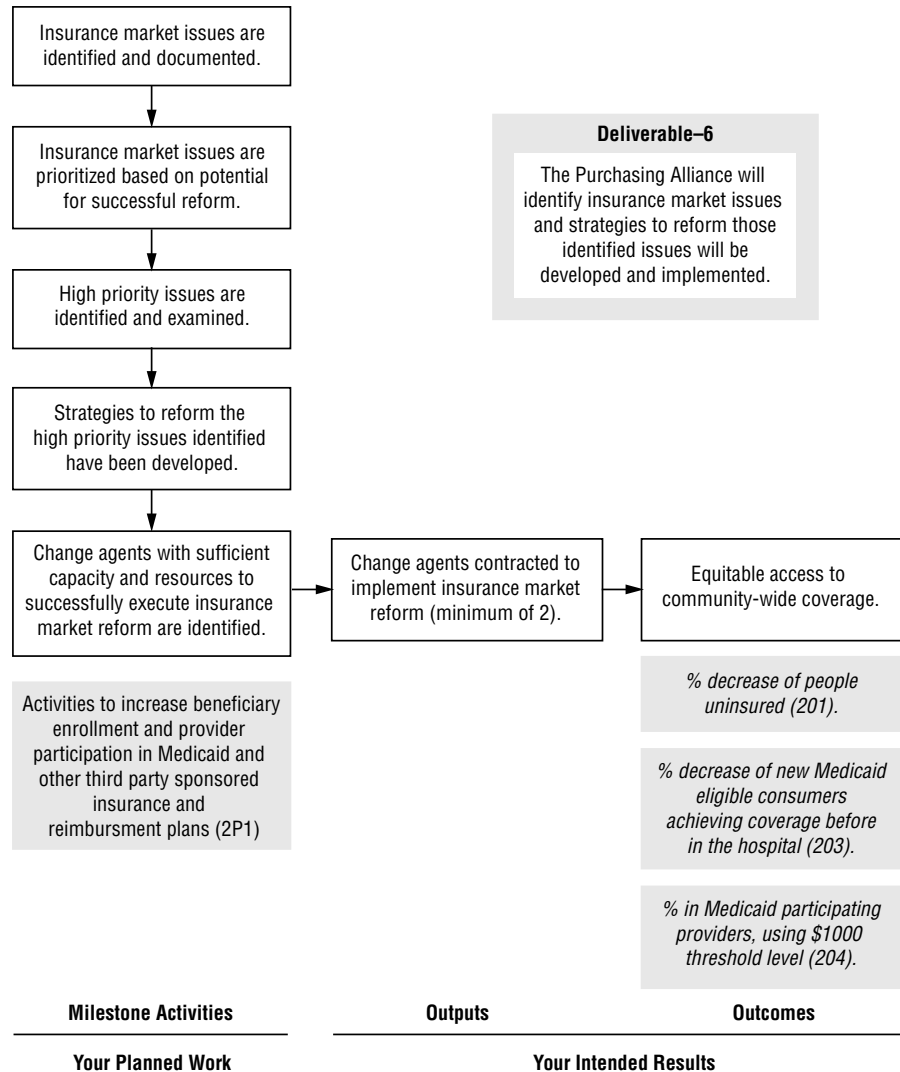 Insurance market issues are
identified and documented.
Insurance market issues are
prioritized based on potential
for successful reform.
High priority issues are
identified and examined.
Strategies to reform the
high priority issues identified
have been developed.
Change agents with sufficient
capacity and resources to
successfully execute insurance
market reform are identified.
Activities to increase beneficiary
enrollment and provider
participation in Medicaid and
other third party sponsored
insurance and
reimbursment plans (2P1)
Deliverable–6
The Purchasing Alliance will
identify insurance market issues
and strategies to reform those
identified issues will be
developed and implemented.
Change agents contracted to
implement insurance market
reform (minimum of 2).
Equitable access to
community-wide coverage.
% decrease of people
uninsured (201).
% decrease of new Medicaid
eligible consumers
achieving coverage before
in the hospital (203).
% in Medicaid participating
providers, using $1000
threshold level (204).
Milestone Activities
Outputs
Outcomes
Your Planned Work
Your Intended Results